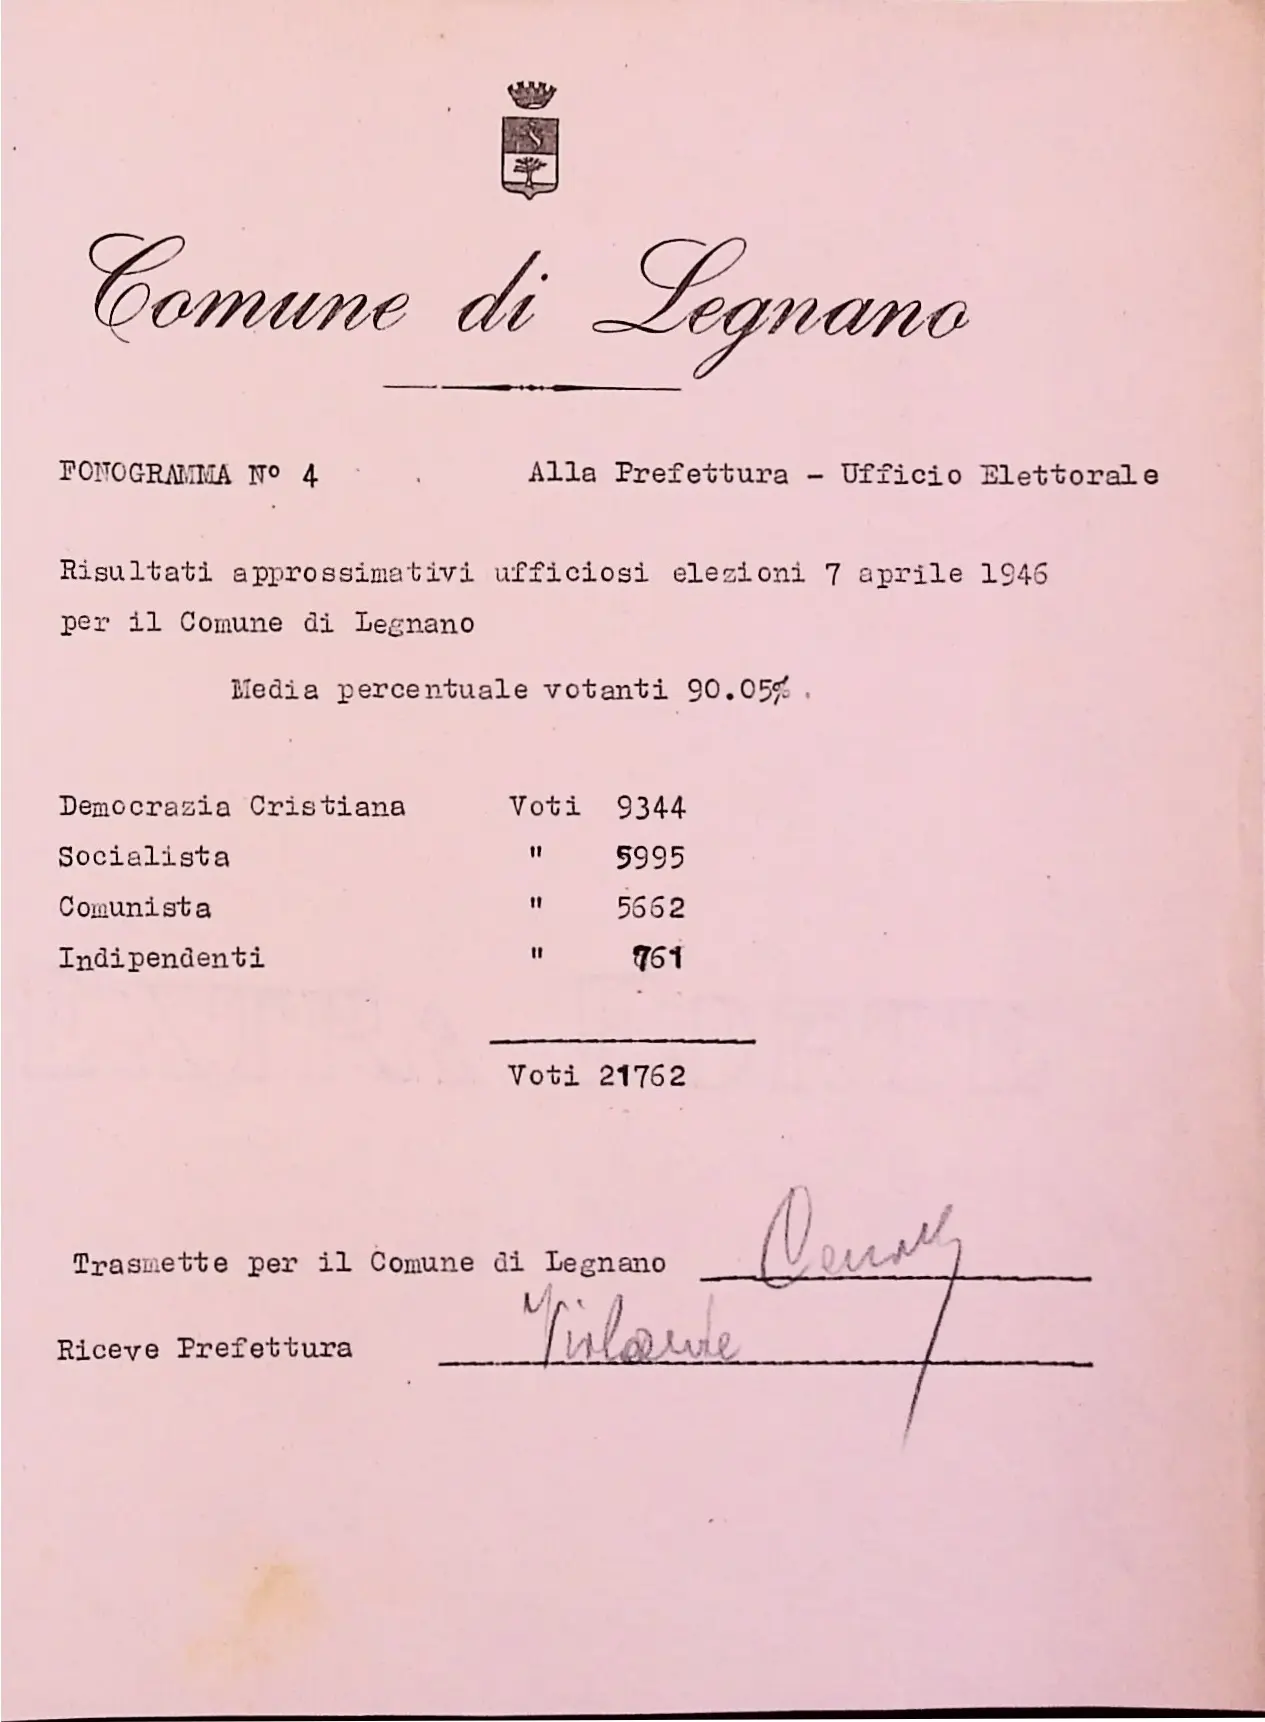 Comune di Legnano
FONOGRAMMA N° 4 Alla Prefettura - Ufficio Elettorale
Risultati approssimativi ufficiosi elezioni 7 aprile 1946
per il Comune di Legnano
Media percentuale votanti 90.05% .
Democrazia Cristiana Voti 9344
Socialista " 5995
Comunista " 5662
Indipendenti " 761
Voti 21762
Trasmette per il Comune di Legnano
Riceve Prefettura Violante